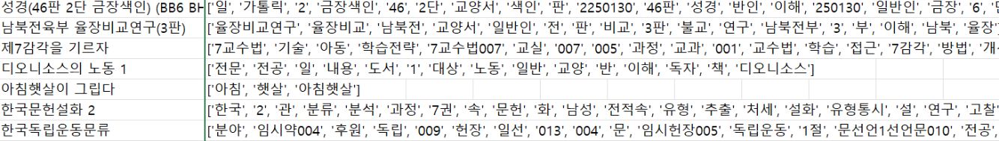 성경(46판 2단 금장색인) (BB6 BH ['일', '가톨릭', '2', '금장색인', '46', '2단', '교양서', '색인', '판', '2250130', '46판', '성경', '반인', '이해', '250130', '일반인', '금장', '6',
남북전육부 율장비교연구(3판) ['율장비교연구', '율장비교', '남북전', '교양서', '일반인', '전', '판', '비교', '3판', '불교', '연구', '남북전부', '3', '부', '이해', '남북', '율장'
제7감각을 기르자 ['7교수법', '기술', '아동', '학습전략', '7교수법007', '교실', '007', '005', '과정', '교과', '001', '교수법', '학습', '접근', '7감각', '방법',
디오니소스의 노동 1 ['전문', '전공', '일', '내용', '도서', '1', '대상', '노동', '일반', '교양', '반', '이해', '독자', '책', '디오니소스']
아침햇살이 그립다 ['아침', '햇살', '아침햇살']
한국문헌설화 2 ['한국', '2', '관', '분류', '분석', '과정', '7권', '속', '문헌', '화', '남성', '전적속', '유형', '추출', '처세', '설화', '유형통시', '설', '연구', '고찰'
한국독립운동문류 ['분야', '임시약004', '후원', '독립', '009', '헌장', '일선', '013', '004', '문', '임시헌장005', '독립운동', '1절', '문선언1선언문010', '전공',